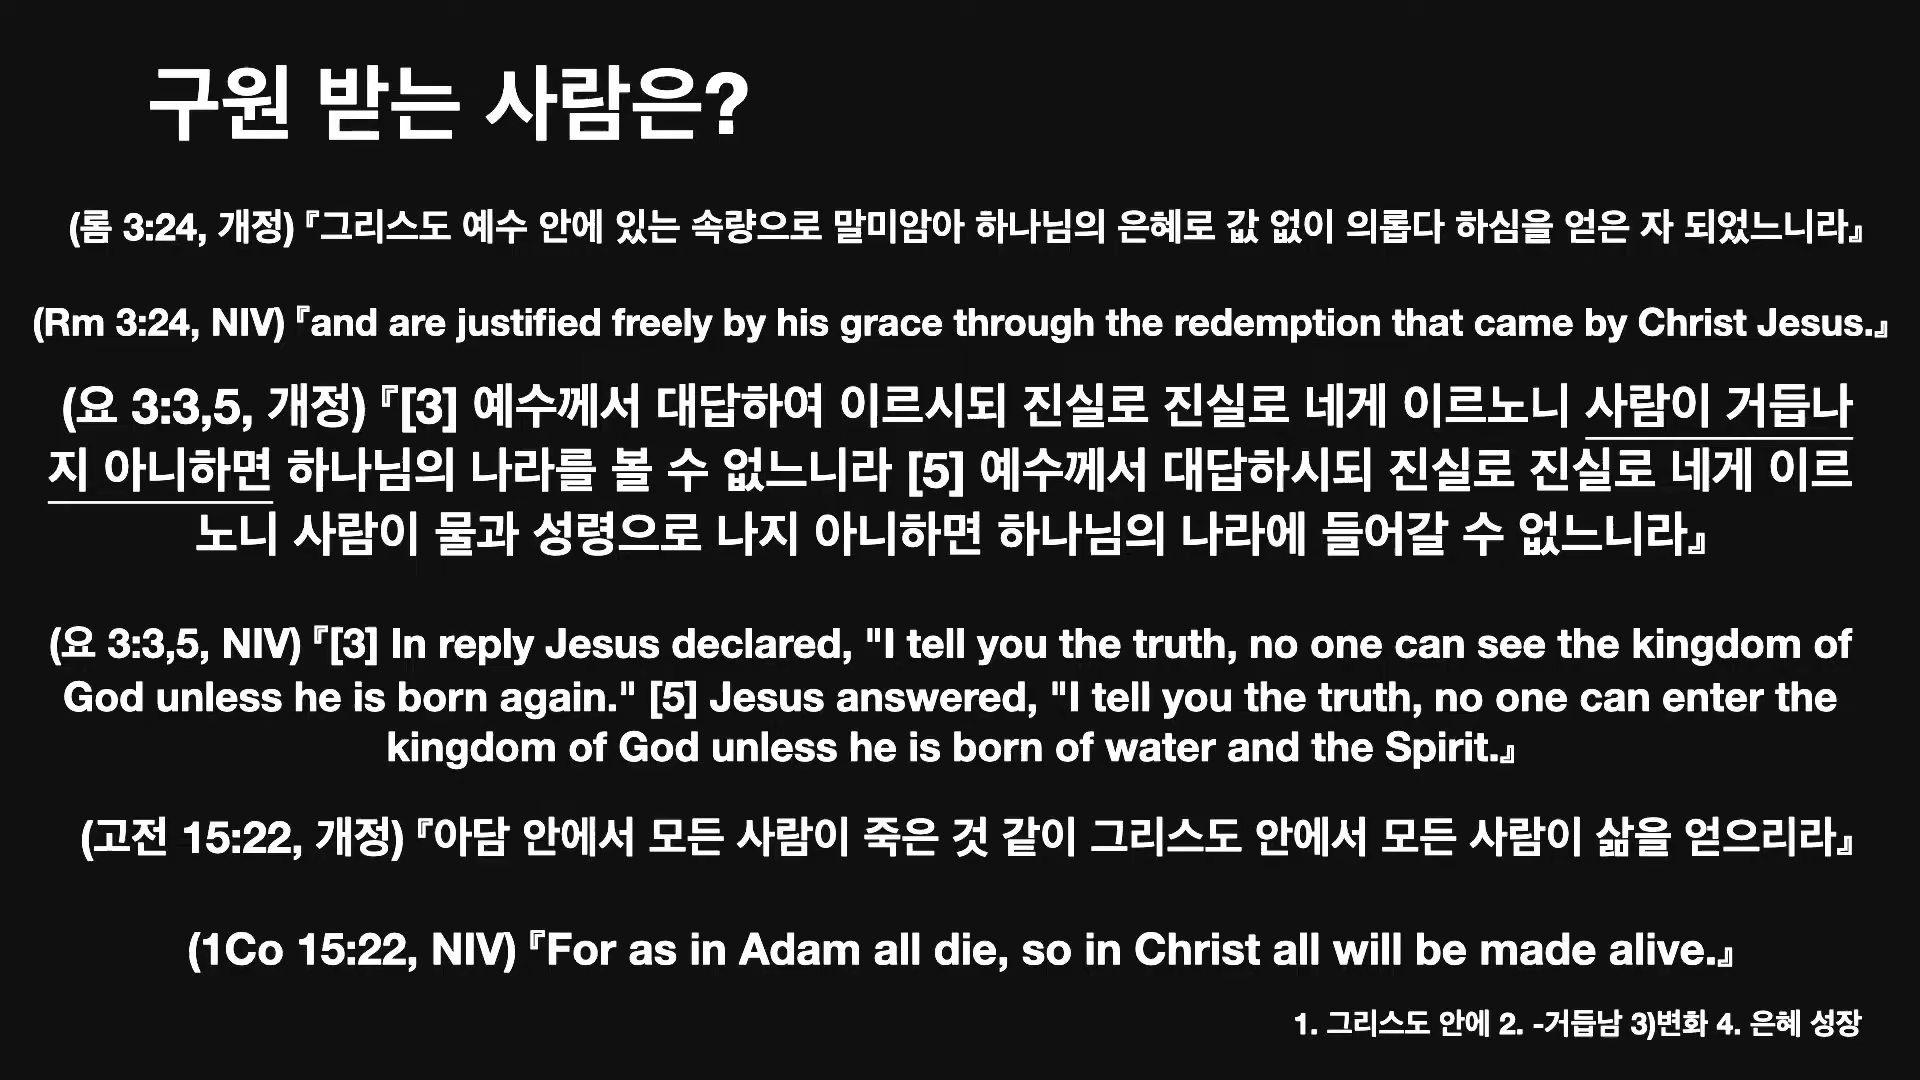 구원 받는 사람은?
(롬 3:24, 개정)『그리스도 예수 안에 있는 속량으로 말미암아 하나님의 은혜로 값 없이 의롭다 하심을 얻은 자 되었느니라』
(Rm 3:24, NIV)『and are justified freely by his grace through the redemption that came by Christ Jesus.』
(요 3:3,5, 개정)『[3] 예수께서 대답하여 이르시되 진실로 진실로 네게 이르노니 사람이 거듭나
지 아니하면 하나님의 나라를 볼 수 없느니라 [5] 예수께서 대답하시되 진실로 진실로 네게 이르
노니 사람이 물과 성령으로 나지 아니하면 하나님의 나라에 들어갈 수 없느니라』
(요 3:3,5, NIV)『[3] In reply Jesus declared, "I tell you the truth, no one can see the kingdom of
God unless he is born again." [5] Jesus answered, "I tell you the truth, no one can enter the
kingdom of God unless he is born of water and the Spirit.』
(고전 15:22, 개정)『아담 안에서 모든 사람이 죽은 것 같이 그리스도 안에서 모든 사람이 삶을 얻으리라』
(1Co 15:22, NIV)『For as in Adam all die, so in Christ all will be made alive.』
1. 그리스도 안에 2. -거듭남 3)변화 4. 은혜 성장